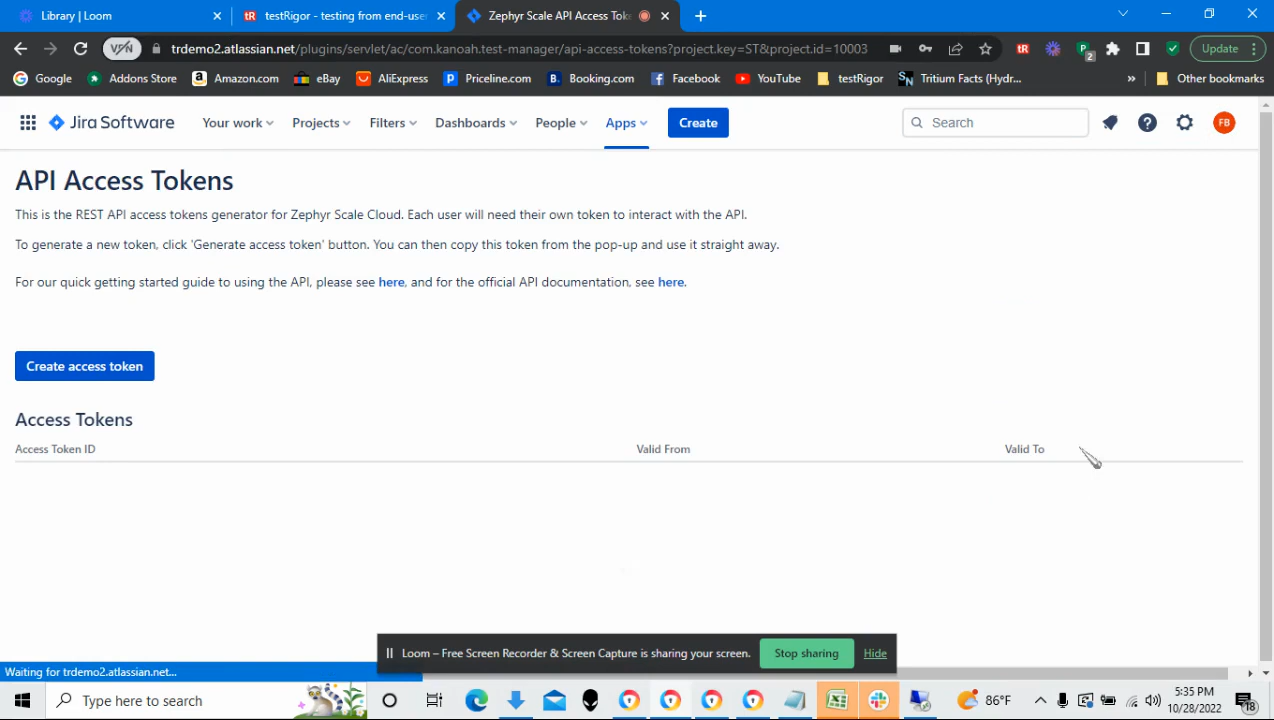 Library | Loom
testRigor - testing from end-user
Zephyr Scale API Access Tok
VPN
trdemo2.atlassian.net/plugins/servlet/ac/com.kanoah.test-manager/api-access-tokens?project.key=ST&project.id=10003
tR
2
Update
Google
Addons Store
Amazon.com
eBay
AliExpress
Priceline.com
Booking.com
Facebook
YouTube
testRigor
Tritium Facts (Hydr...
»
Other bookmarks
Jira Software
Your work
Projects
Filters
Dashboards
People
Apps
Create
Search
FB
API Access Tokens
This is the REST API access tokens generator for Zephyr Scale Cloud. Each user will need their own token to interact with the API.
To generate a new token, click 'Generate access token' button. You can then copy this token from the pop-up and use it straight away.
For our quick getting started guide to using the API, please see here, and for the official API documentation, see here.
Create access token
Access Tokens
Access Token ID
Valid From
Valid To
Loom – Free Screen Recorder & Screen Capture is sharing your screen.
Stop sharing
Hide
Waiting for trdemo2.atlassian.net...
Type here to search
86°F
5:35 PM
10/28/2022
18